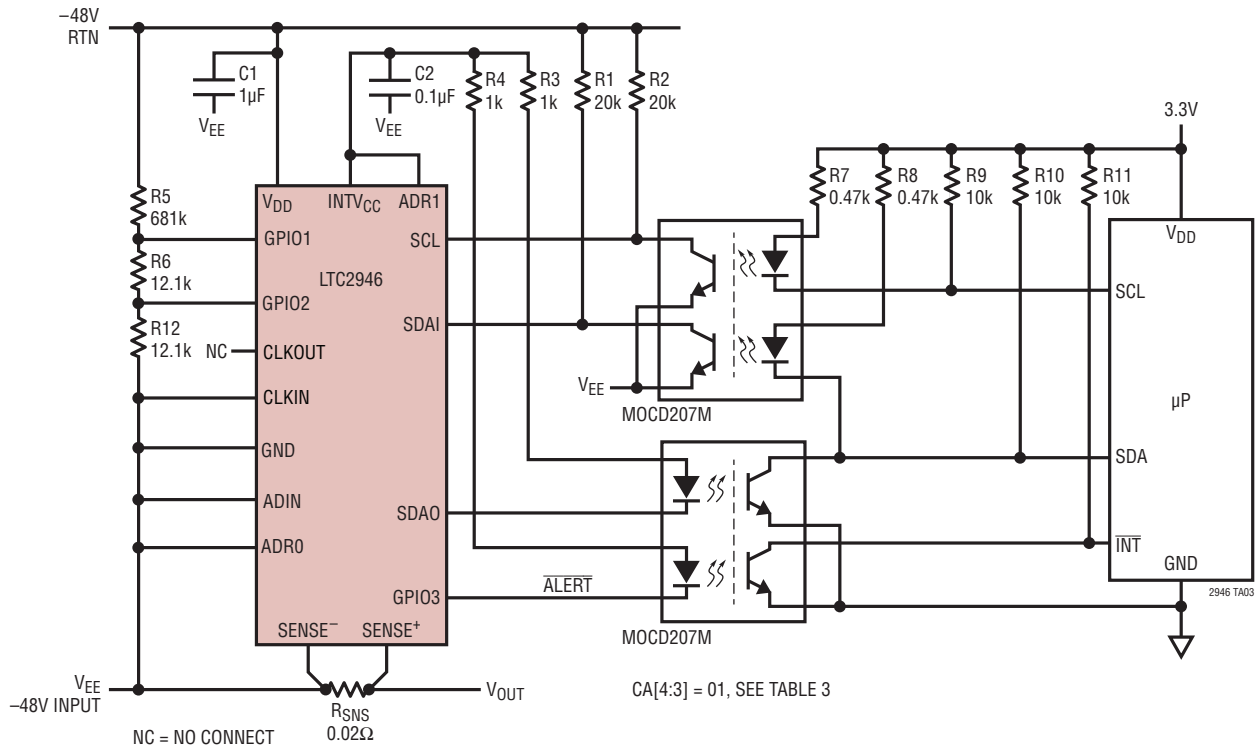 –48V
RTN
C1
1µF
VEE
C2
0.1µF
VEE
R4
1k
R3
1k
R1
20k
R2
20k
3.3V
R5
681k
R6
12.1k
R12
12.1k
NC
VDD
INTVCC
ADR1
GPIO1
SCL
LTC2946
GPIO2
SDAI
CLKOUT
CLKIN
GND
ADIN
SDAO
ADR0
GPIO3
SENSE–
SENSE+
ALERT
VEE
MOCD207M
MOCD207M
R7
0.47k
R8
0.47k
R9
10k
R10
10k
R11
10k
VDD
SCL
µP
SDA
INT
GND
2946 TA03
VEE
–48V INPUT
RSNS
0.02Ω
VOUT
CA[4:3] = 01, SEE TABLE 3
NC = NO CONNECT